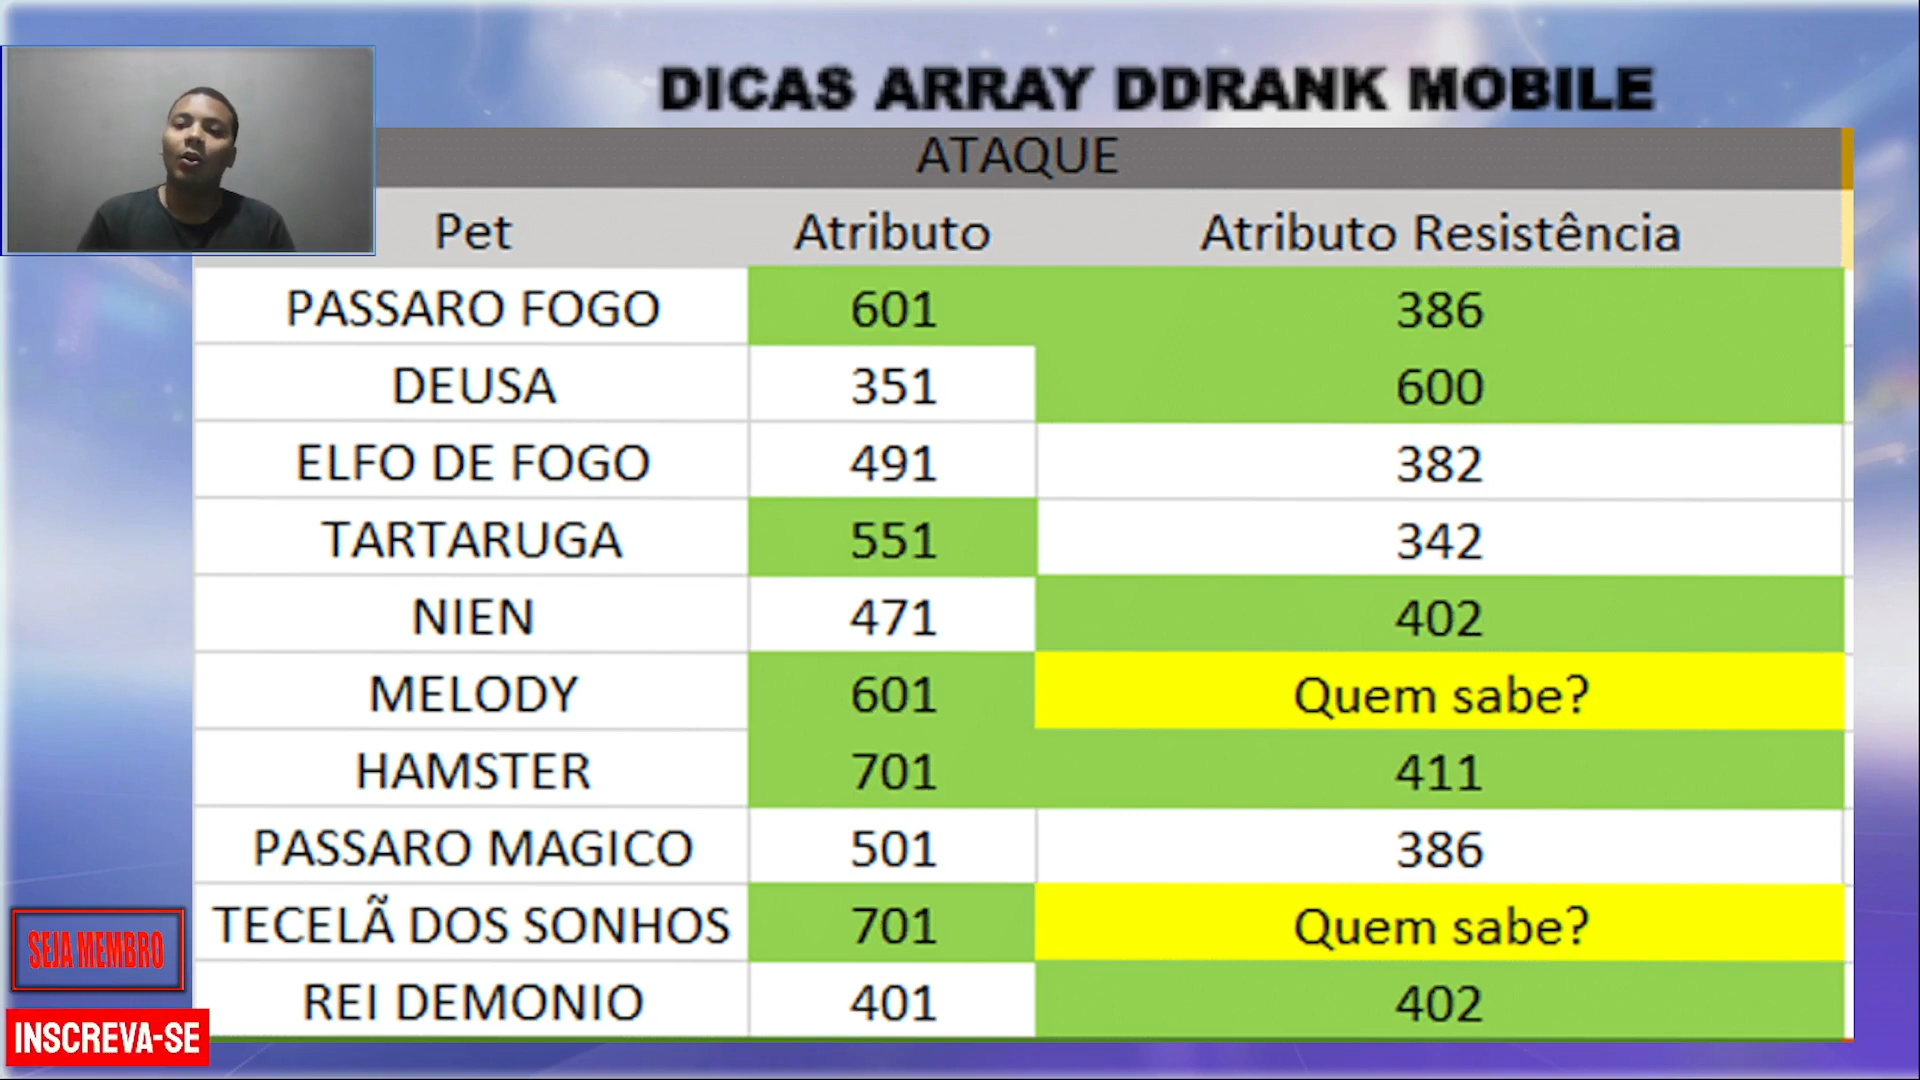 DICAS ARRAY DDRANK MOBILE
ATAQUE
Pet Atributo Atributo Resistência
PASSARO FOGO 601 386
DEUSA 351 600
ELFO DE FOGO 491 382
TARTARUGA 551 342
NIEN 471 402
MELODY 601 Quem sabe?
HAMSTER 701 411
PASSARO MAGICO 501 386
TECELÃ DOS SONHOS 701 Quem sabe?
REI DEMONIO 401 402
SEJA MEMBRO
INSCREVA-SE